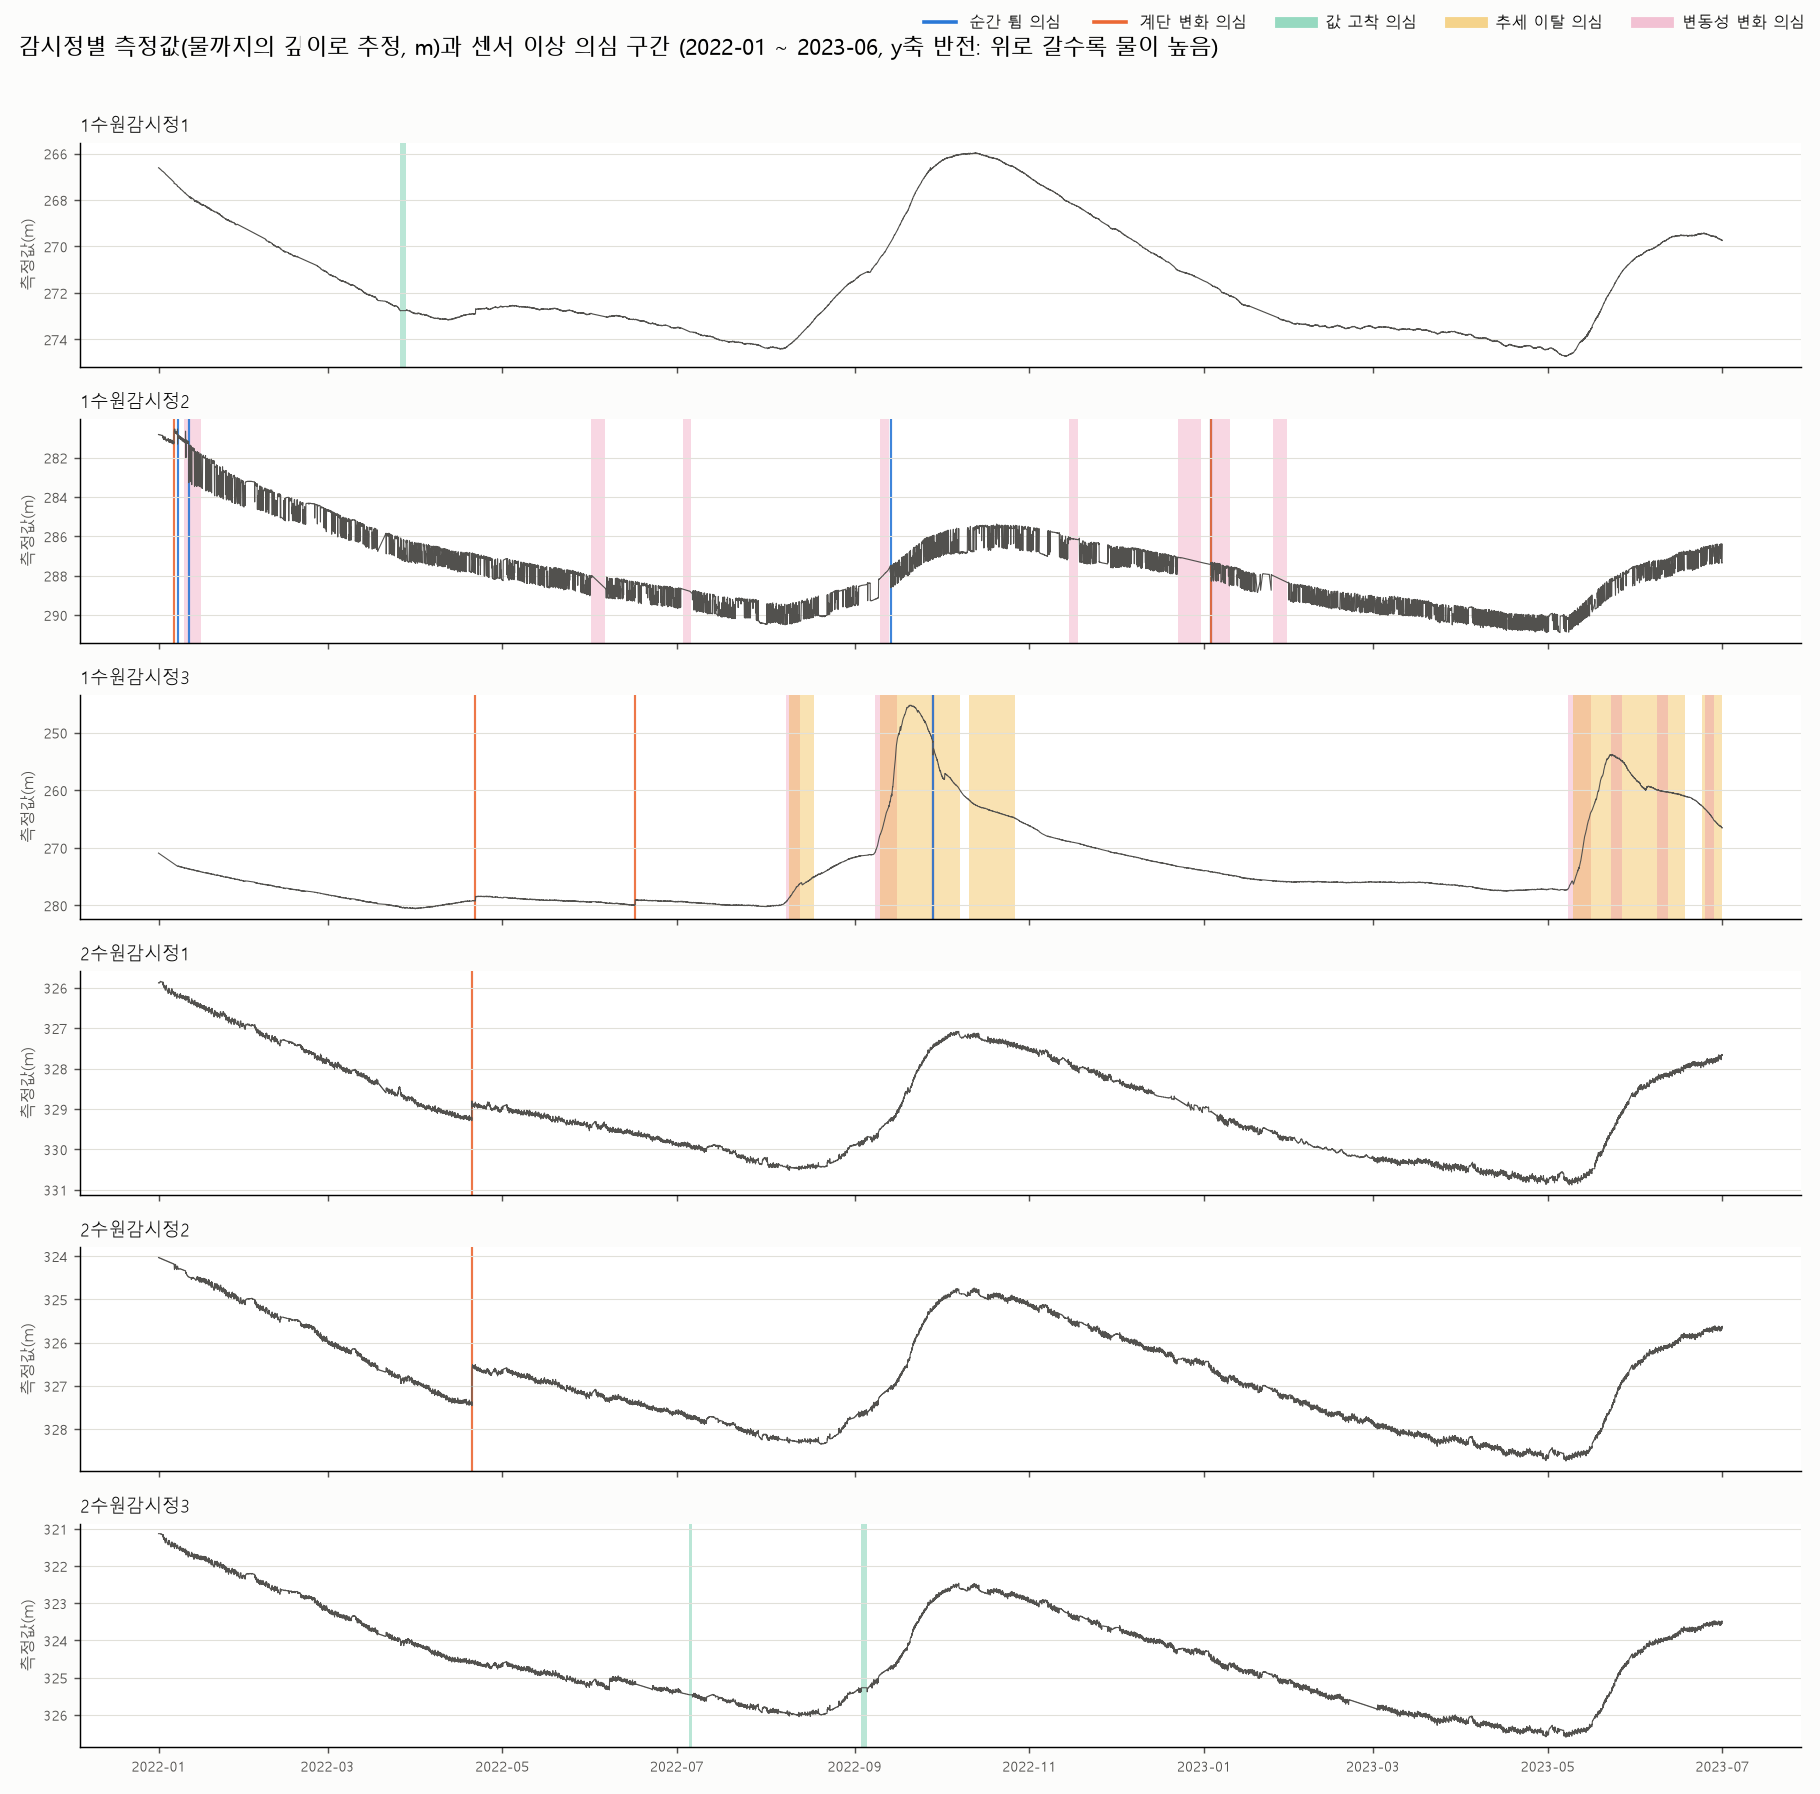 순간 튐 의심 계단 변화 의심 값 고착 의심 추세 이탈 의심 변동성 변화 의심
감시정별 측정값(물까지의 깊이로 추정, m)과 센서 이상 의심 구간 (2022-01 ~ 2023-06, y축 반전: 위로 갈수록 물이 높음)
1수원감시정1
측정값(m)
266
268
270
272
274
1수원감시정2
측정값(m)
282
284
286
288
290
1수원감시정3
측정값(m)
250
260
270
280
2수원감시정1
측정값(m)
326
327
328
329
330
331
2수원감시정2
측정값(m)
324
325
326
327
328
2수원감시정3
측정값(m)
321
322
323
324
325
326
2022-01 2022-03 2022-05 2022-07 2022-09 2022-11 2023-01 2023-03 2023-05 2023-07